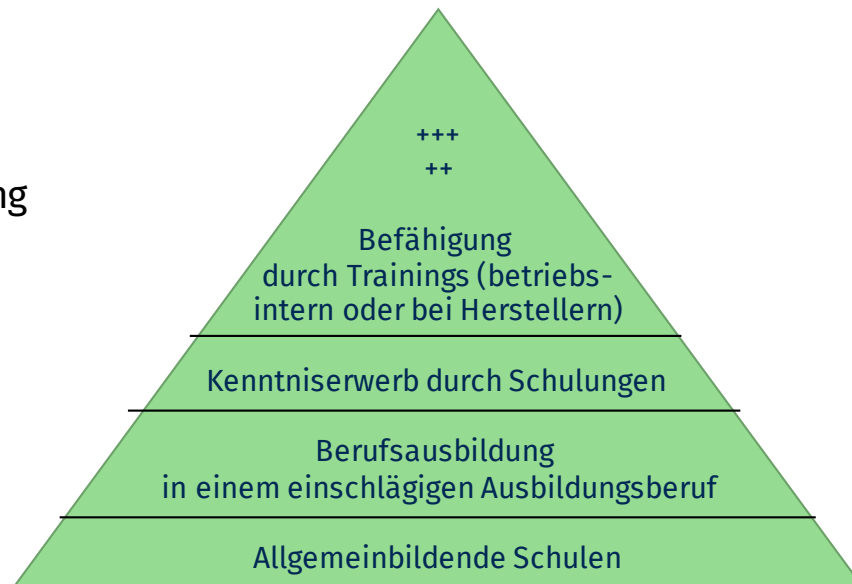 +++
++
ng
Befähigung
durch Trainings (betriebs-
intern oder bei Herstellern)
Kenntniserwerb durch Schulungen
Berufsausbildung
in einem einschlägigen Ausbildungsberuf
Allgemeinbildende Schulen